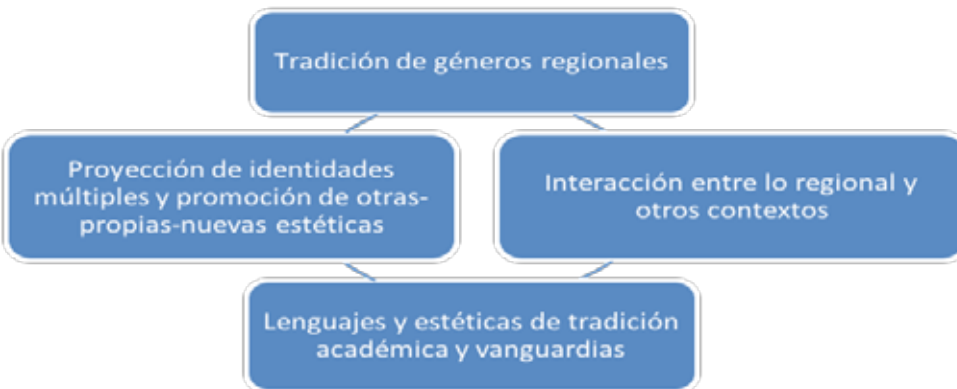 Tradición de géneros regionales
Proyección de identidades
múltiples y promoción de otras-
propias-nuevas estéticas
Interacción entre lo regional y
otros contextos
Lenguajes y estéticas de tradición
académica y vanguardias